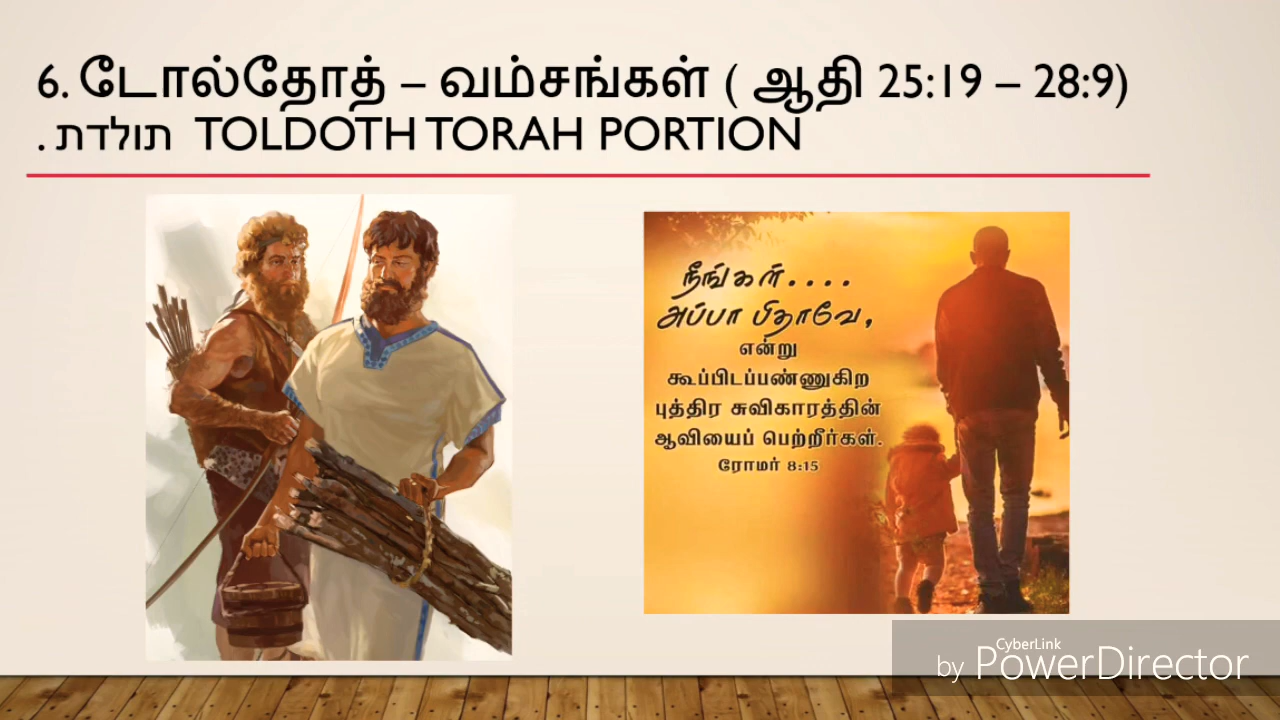 6. டோல்தோத் – வம்சங்கள் ( ஆதி 25:19 – 28:9)
. תולדת TOLDOTH TORAH PORTION
நீங்கள்....
அப்பா பிதாவே,
என்று
கூப்பிடப்பண்ணுகிற
புத்திர சுவிகாரத்தின்
ஆவியைப் பெற்றீர்கள்.
ரோமர் 8:15
CyberLink
by PowerDirector